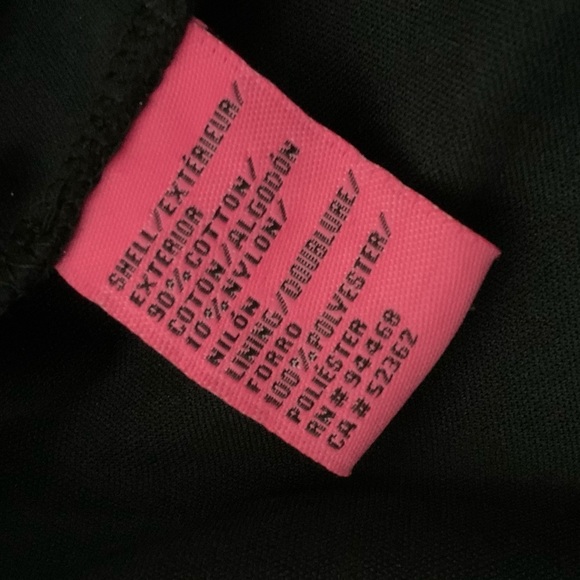 SHELL/EXTÉRIEUR/
EXTERIOR
90%COTTON/
COTON/ALGODÓN
10%NYLON/
NILÓN
LINING/DOUBLURE/
FORRO
100%POLYESTER/
POLIÉSTER
RN# 94468
CA# 52362